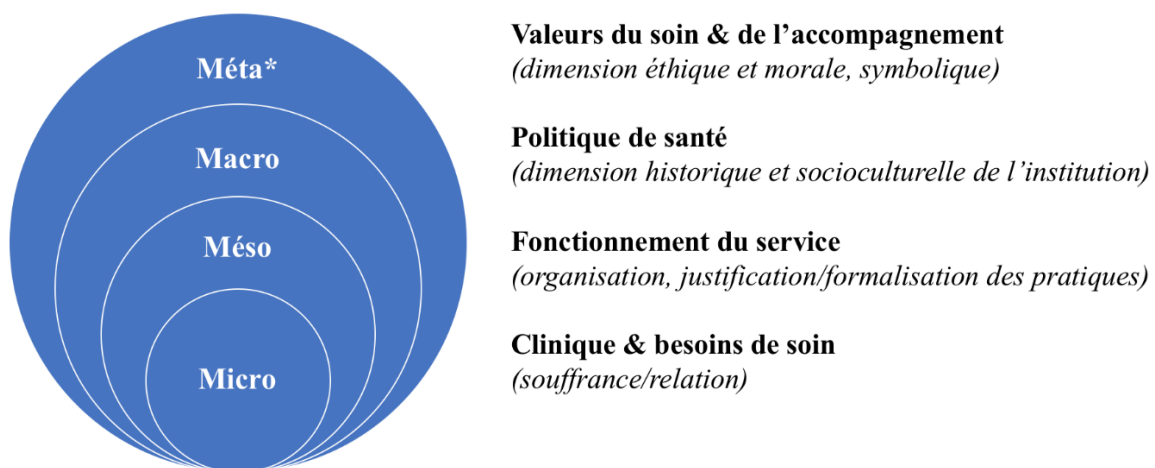 Méta*
Valeurs du soin & de l’accompagnement
(dimension éthique et morale, symbolique)
Macro
Politique de santé
(dimension historique et socioculturelle de l’institution)
Méso
Fonctionnement du service
(organisation, justification/formalisation des pratiques)
Micro
Clinique & besoins de soin
(souffrance/relation)